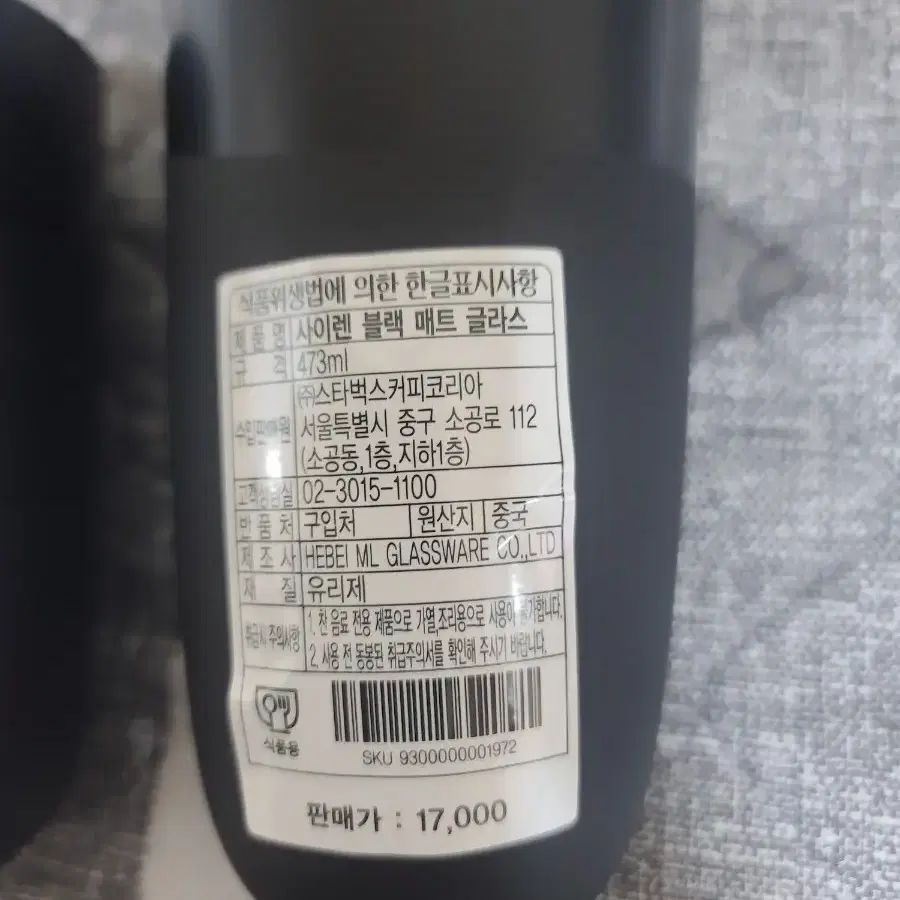 식품위생법에 의한 한글표시사항
제 품 명 사이렌 블랙 매트 글라스
규 격 473ml
수입판매원 ㈜스타벅스커피코리아
서울특별시 중구 소공로 112
(소공동,1층,지하1층)
고객상담실 02-3015-1100
반 품 처 구입처 원산지 중국
제 조 사 HEBEI ML GLASSWARE CO.,LTD
재 질 유리제
취급시 주의사항 1. 찬 음료 전용 제품으로 가열,조리용으로 사용이 불가합니다.
2. 사용 전 동봉된 취급주의서를 확인해 주시기 바랍니다.
식품용
SKU 9300000001972
판매가 : 17,000